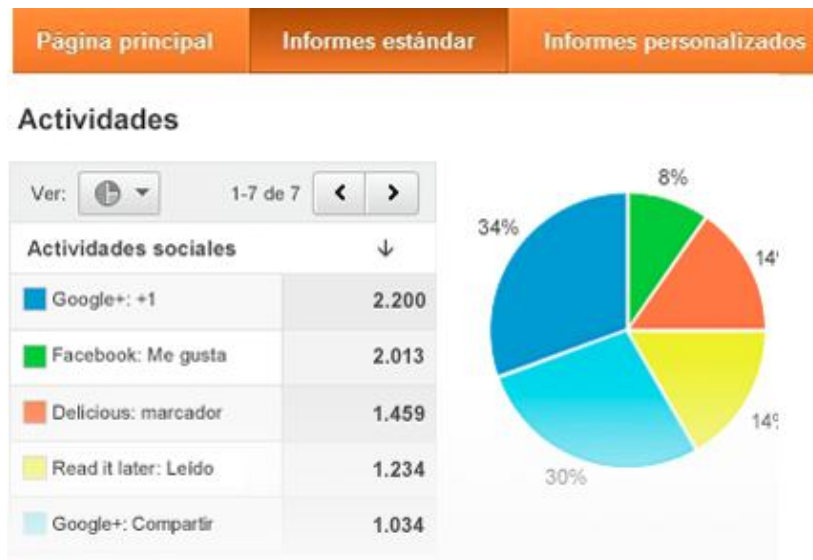 Página principal Informes estándar Informes personalizados
Actividades
Ver: 1-7 de 7
Actividades sociales
Google+: +1 2.200
Facebook: Me gusta 2.013
Delicious: marcador 1.459
Read it later: Leído 1.234
Google+: Compartir 1.034
8%
34%
14
14%
30%